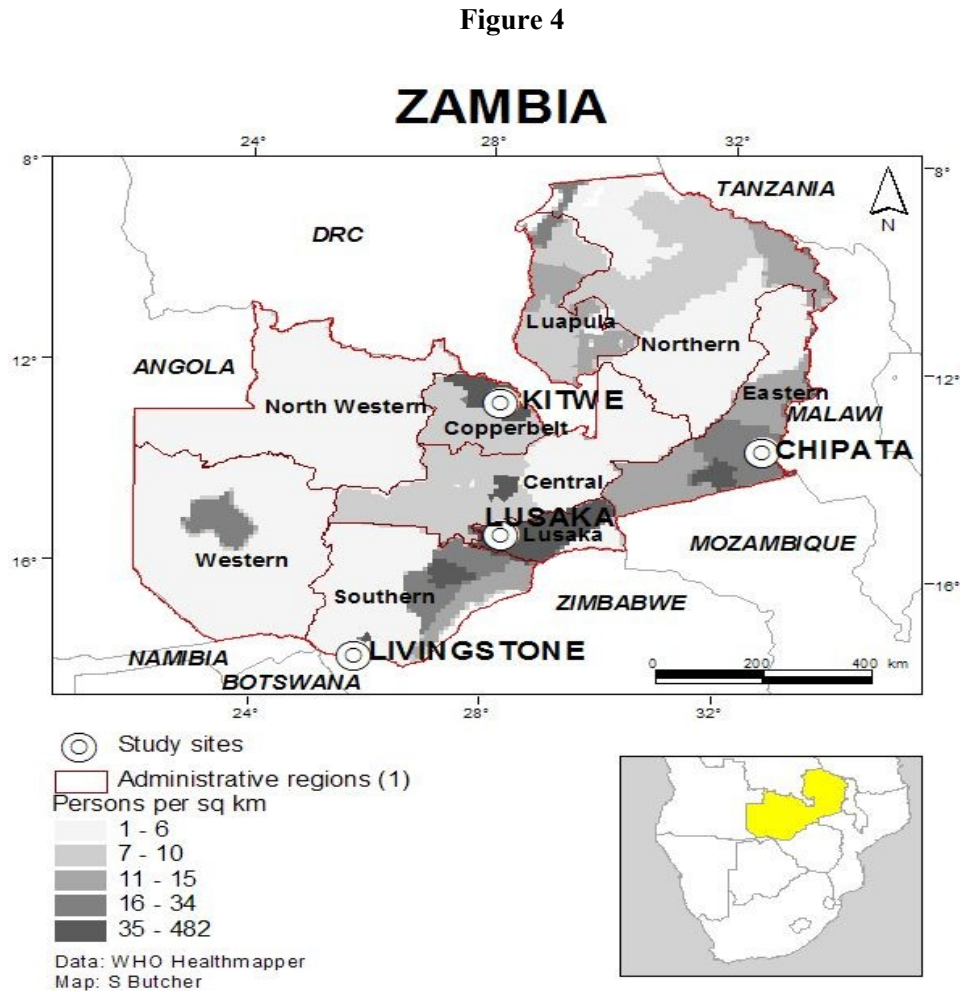 Figure 4
ZAMBIA
24° 28° 32°
8° 8°
TANZANIA
N
DRC
Luapula
Northern
12° 12°
ANGOLA
Eastern
North Western
KITWE
MALAWI
Copperbelt
CHIPATA
Central
LUSAKA
Lusaka
MOZAMBIQUE
Western
16° 16°
Southern
ZIMBABWE
LIVINGSTONE
NAMIBIA
0 200 400 km
BOTSWANA
24° 28° 32°
Study sites
Administrative regions (1)
Persons per sq km
1 - 6
7 - 10
11 - 15
16 - 34
35 - 482
Data: WHO Healthmapper
Map: S Butcher